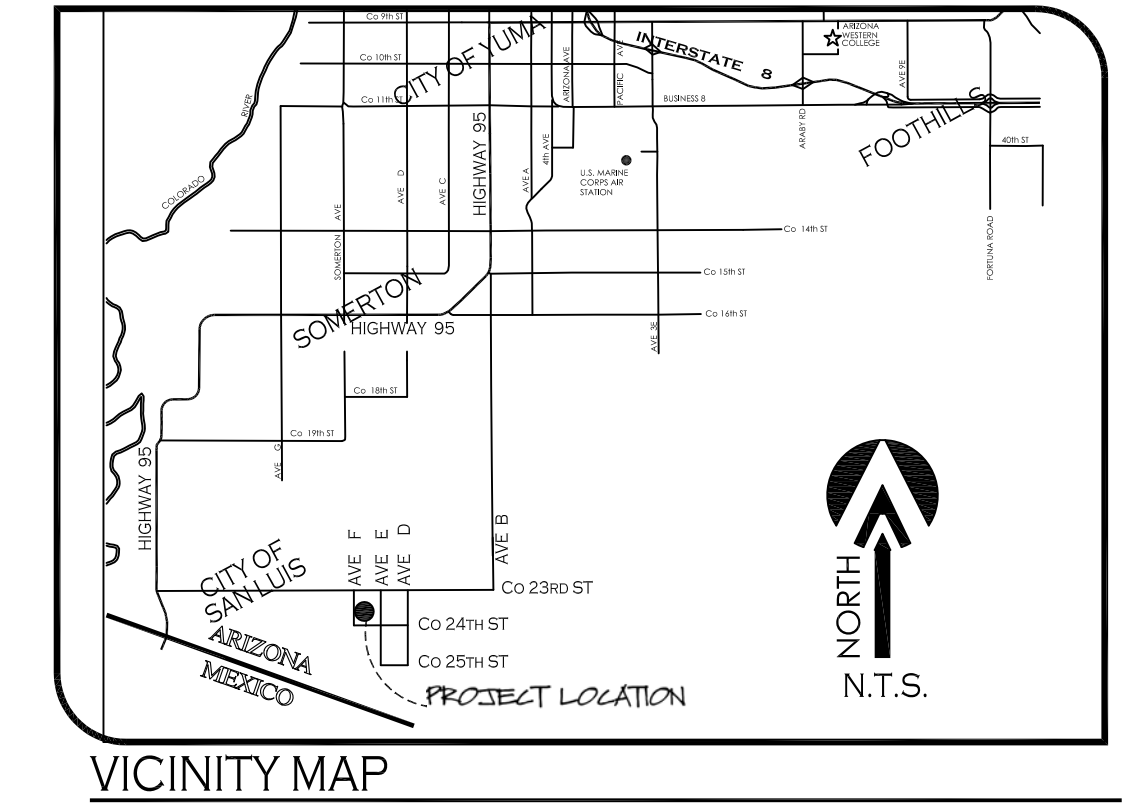 Co 9th ST
ARIZONA
WESTERN
COLLEGE
CITY OF YUMA
INTERSTATE 8
Co 10th ST
ARIZONA AVE
PACIFIC AVE
AVE 9E
Co 11th ST
BUSINESS 8
RIVER
COLORADO
HIGHWAY 95
4th AVE
ARABY RD
FOOTHILLS
40th ST
U.S. MARINE
CORPS AIR
STATION
AVE D
AVE C
AVE A
SOMERTON AVE
FORTUNA ROAD
Co 14th ST
Co 15th ST
SOMERTON
HIGHWAY 95
Co 16th ST
AVE 3E
Co 18th ST
Co 19th ST
AVE G
HIGHWAY 95
CITY OF
SAN LUIS
AVE F
AVE E
AVE D
AVE B
Co 23RD ST
Co 24TH ST
Co 25TH ST
ARIZONA
MEXICO
PROJECT LOCATION
NORTH
N.T.S.
VICINITY MAP